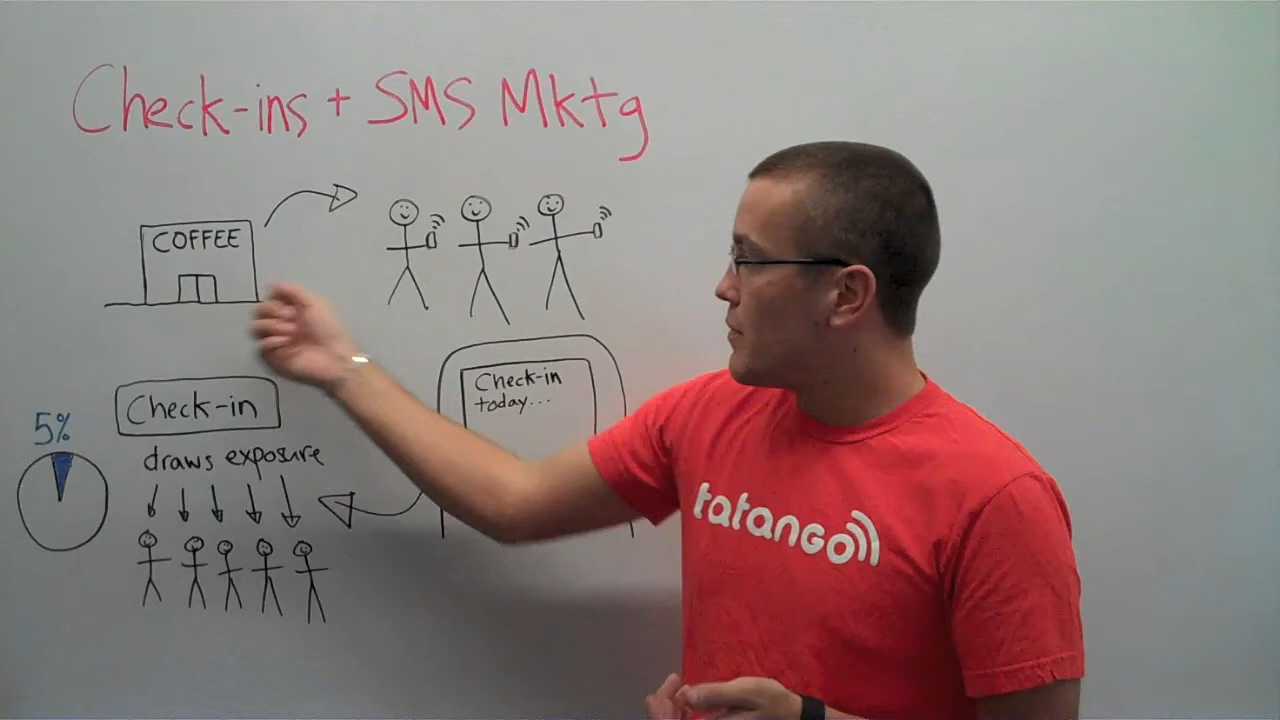 Check-ins + SMS Mktg
COFFEE
Check-in
today...
5%
Check-in
draws exposure
tatango